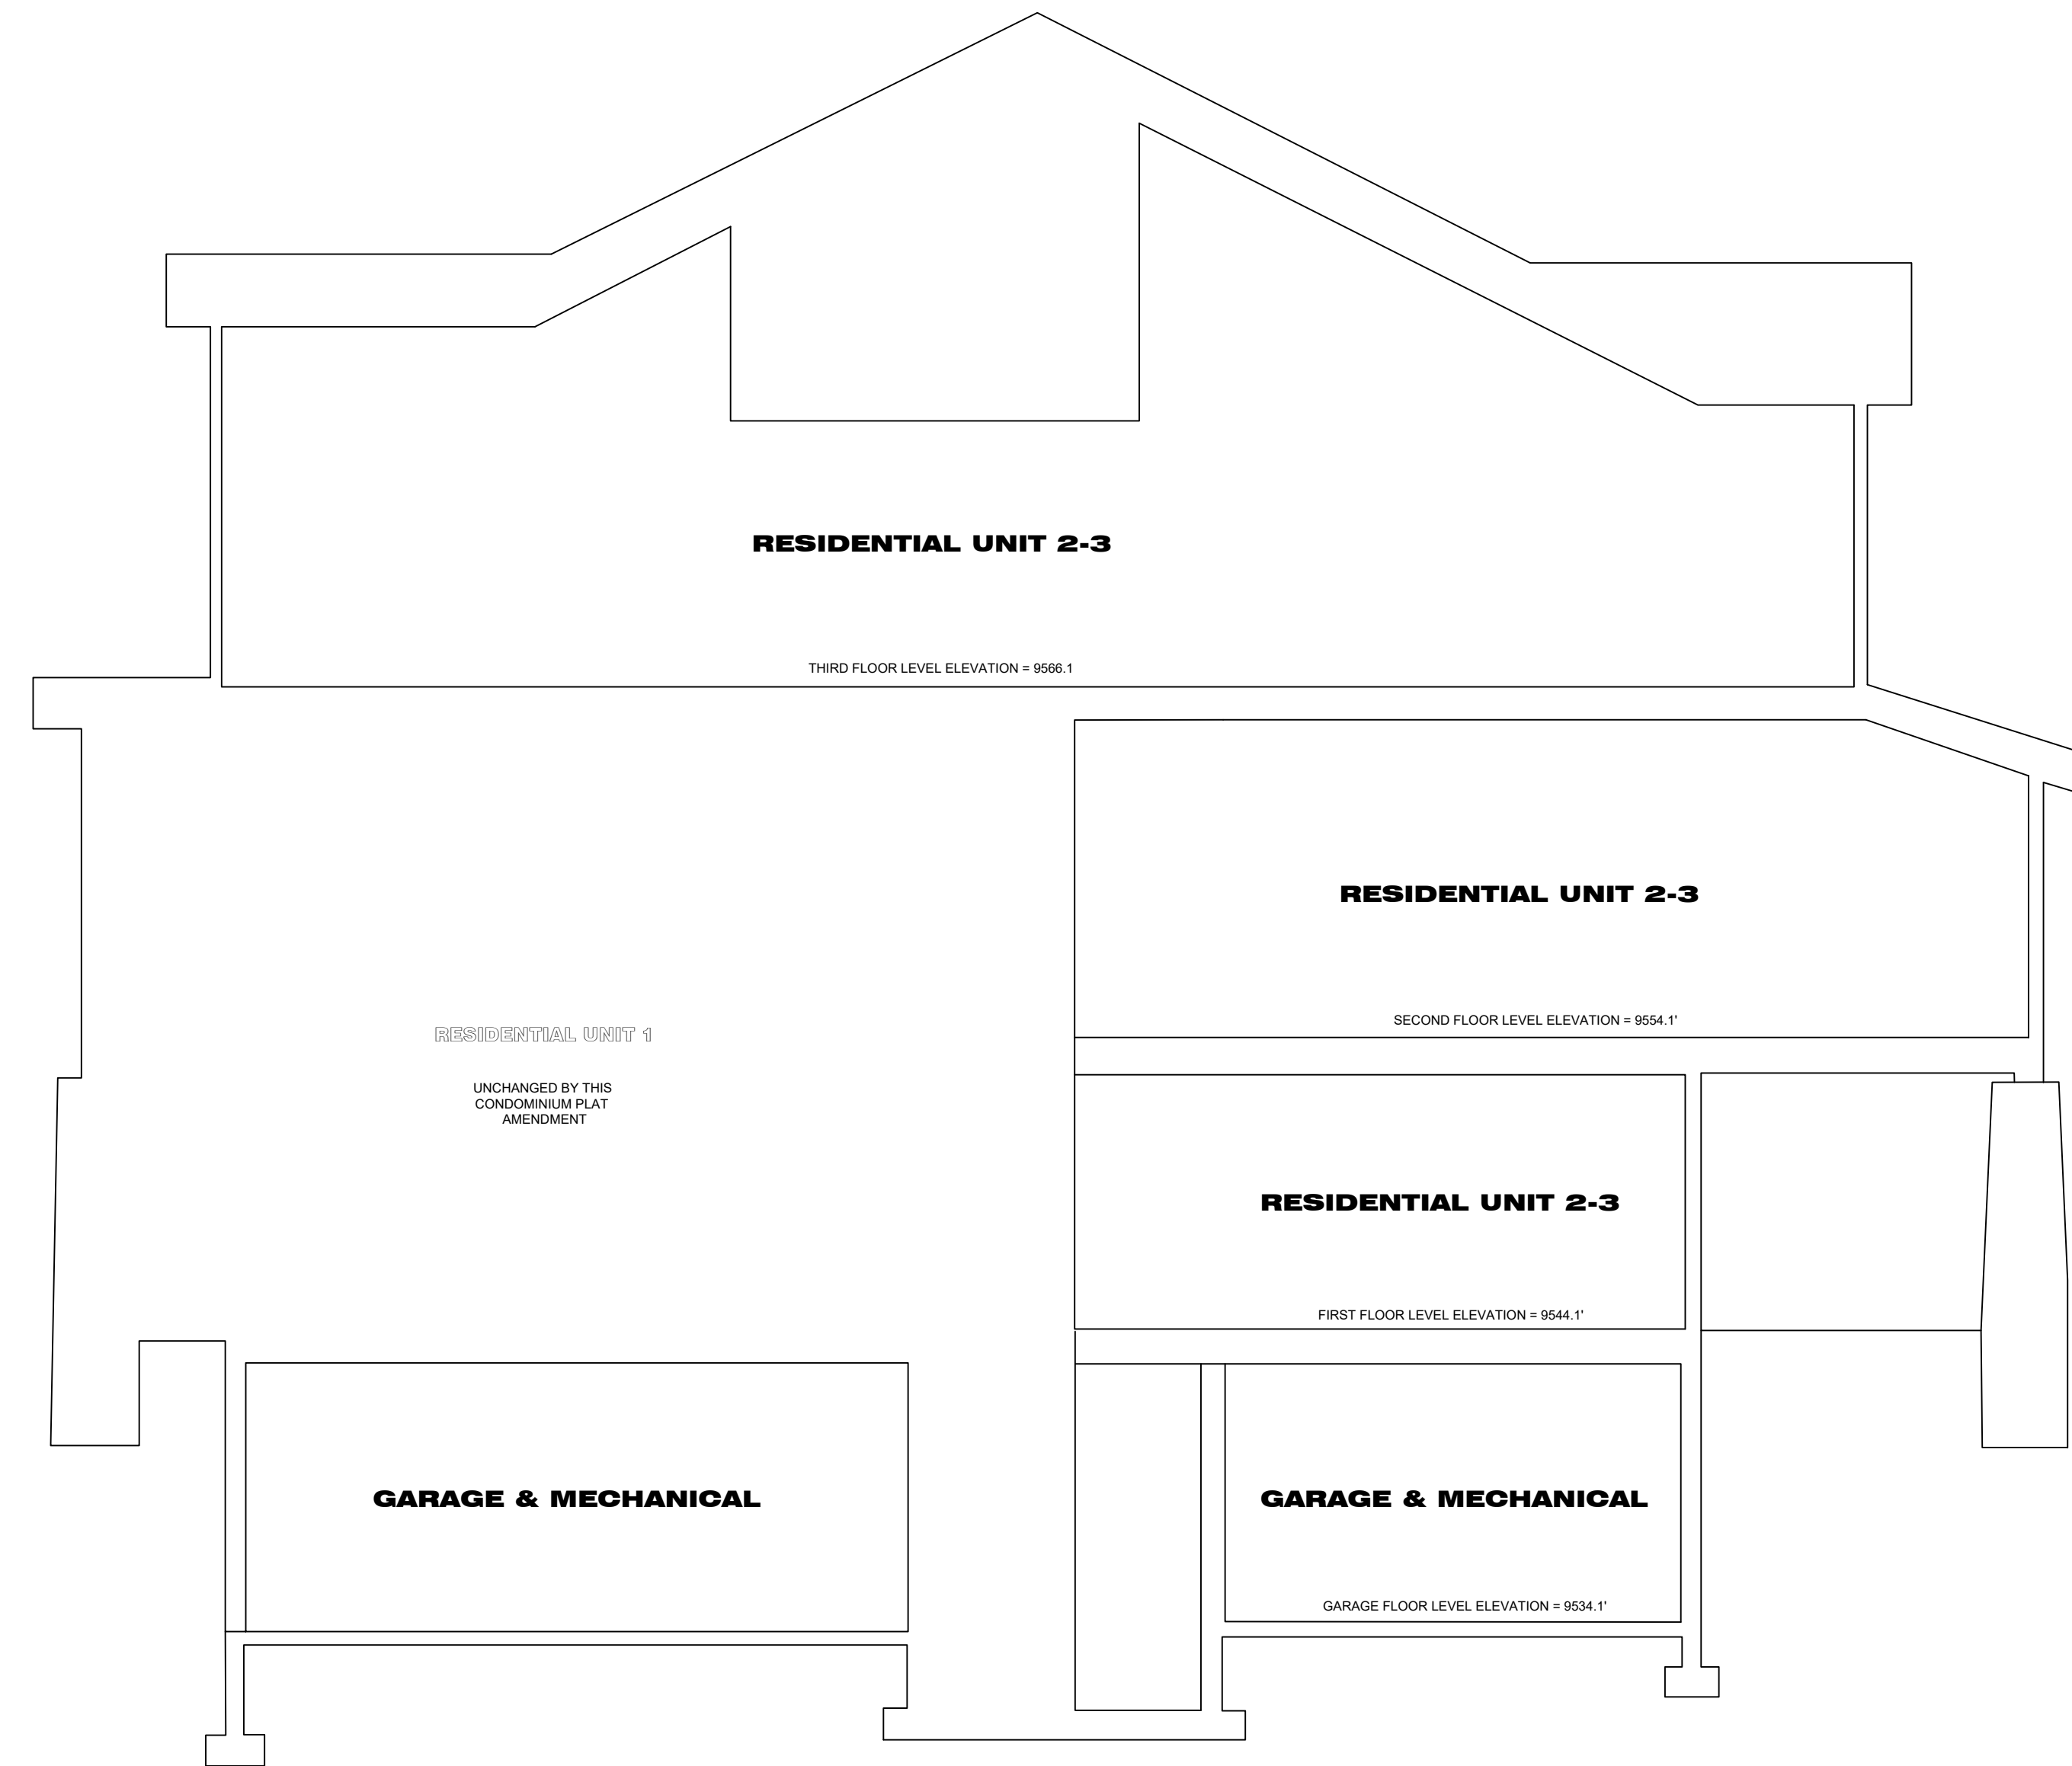 RESIDENTIAL UNIT 2-3
THIRD FLOOR LEVEL ELEVATION = 9566.1
RESIDENTIAL UNIT 2-3
SECOND FLOOR LEVEL ELEVATION = 9554.1'
RESIDENTIAL UNIT 1
UNCHANGED BY THIS
CONDOMINIUM PLAT
AMENDMENT
RESIDENTIAL UNIT 2-3
FIRST FLOOR LEVEL ELEVATION = 9544.1'
GARAGE & MECHANICAL
GARAGE & MECHANICAL
GARAGE FLOOR LEVEL ELEVATION = 9534.1'